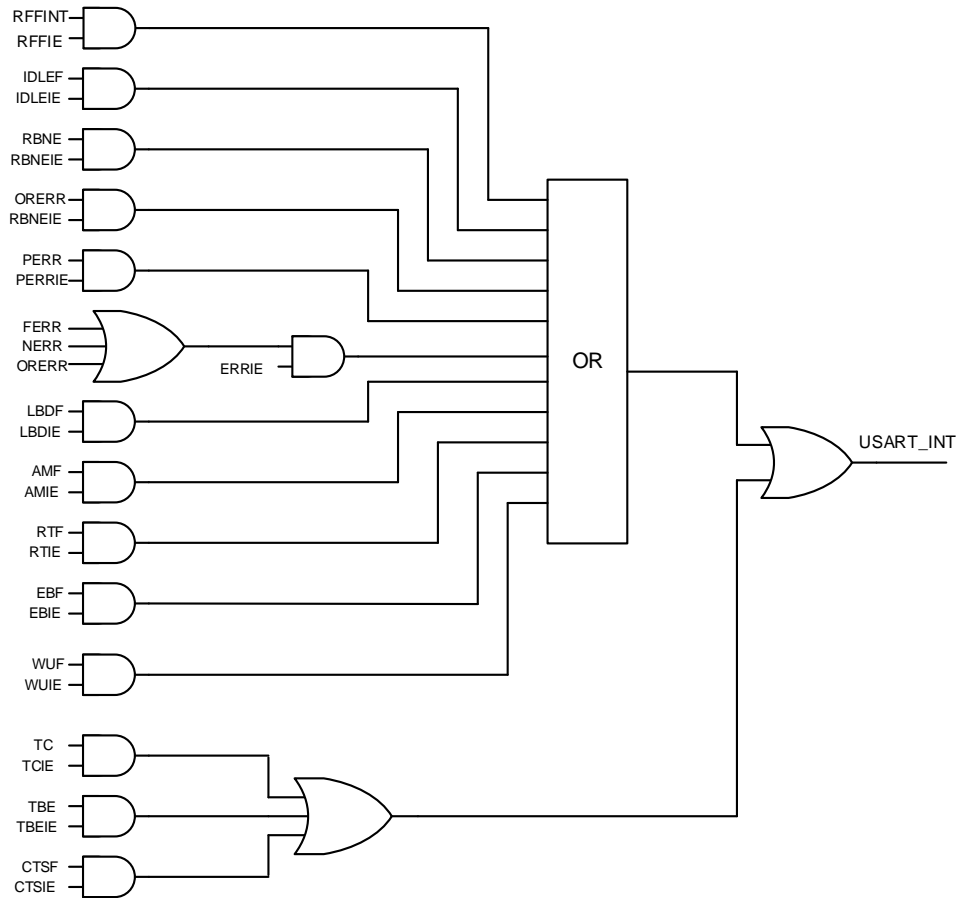 RFFINT
RFFIE
IDLEF
IDLEIE
RBNE
RBNEIE
ORERR
RBNEIE
PERR
PERRIE
FERR
NERR
ORERR
ERRIE
OR
LBDF
LBDIE
USART_INT
AMF
AMIE
RTF
RTIE
EBF
EBIE
WUF
WUIE
TC
TCIE
TBE
TBEIE
CTSF
CTSIE